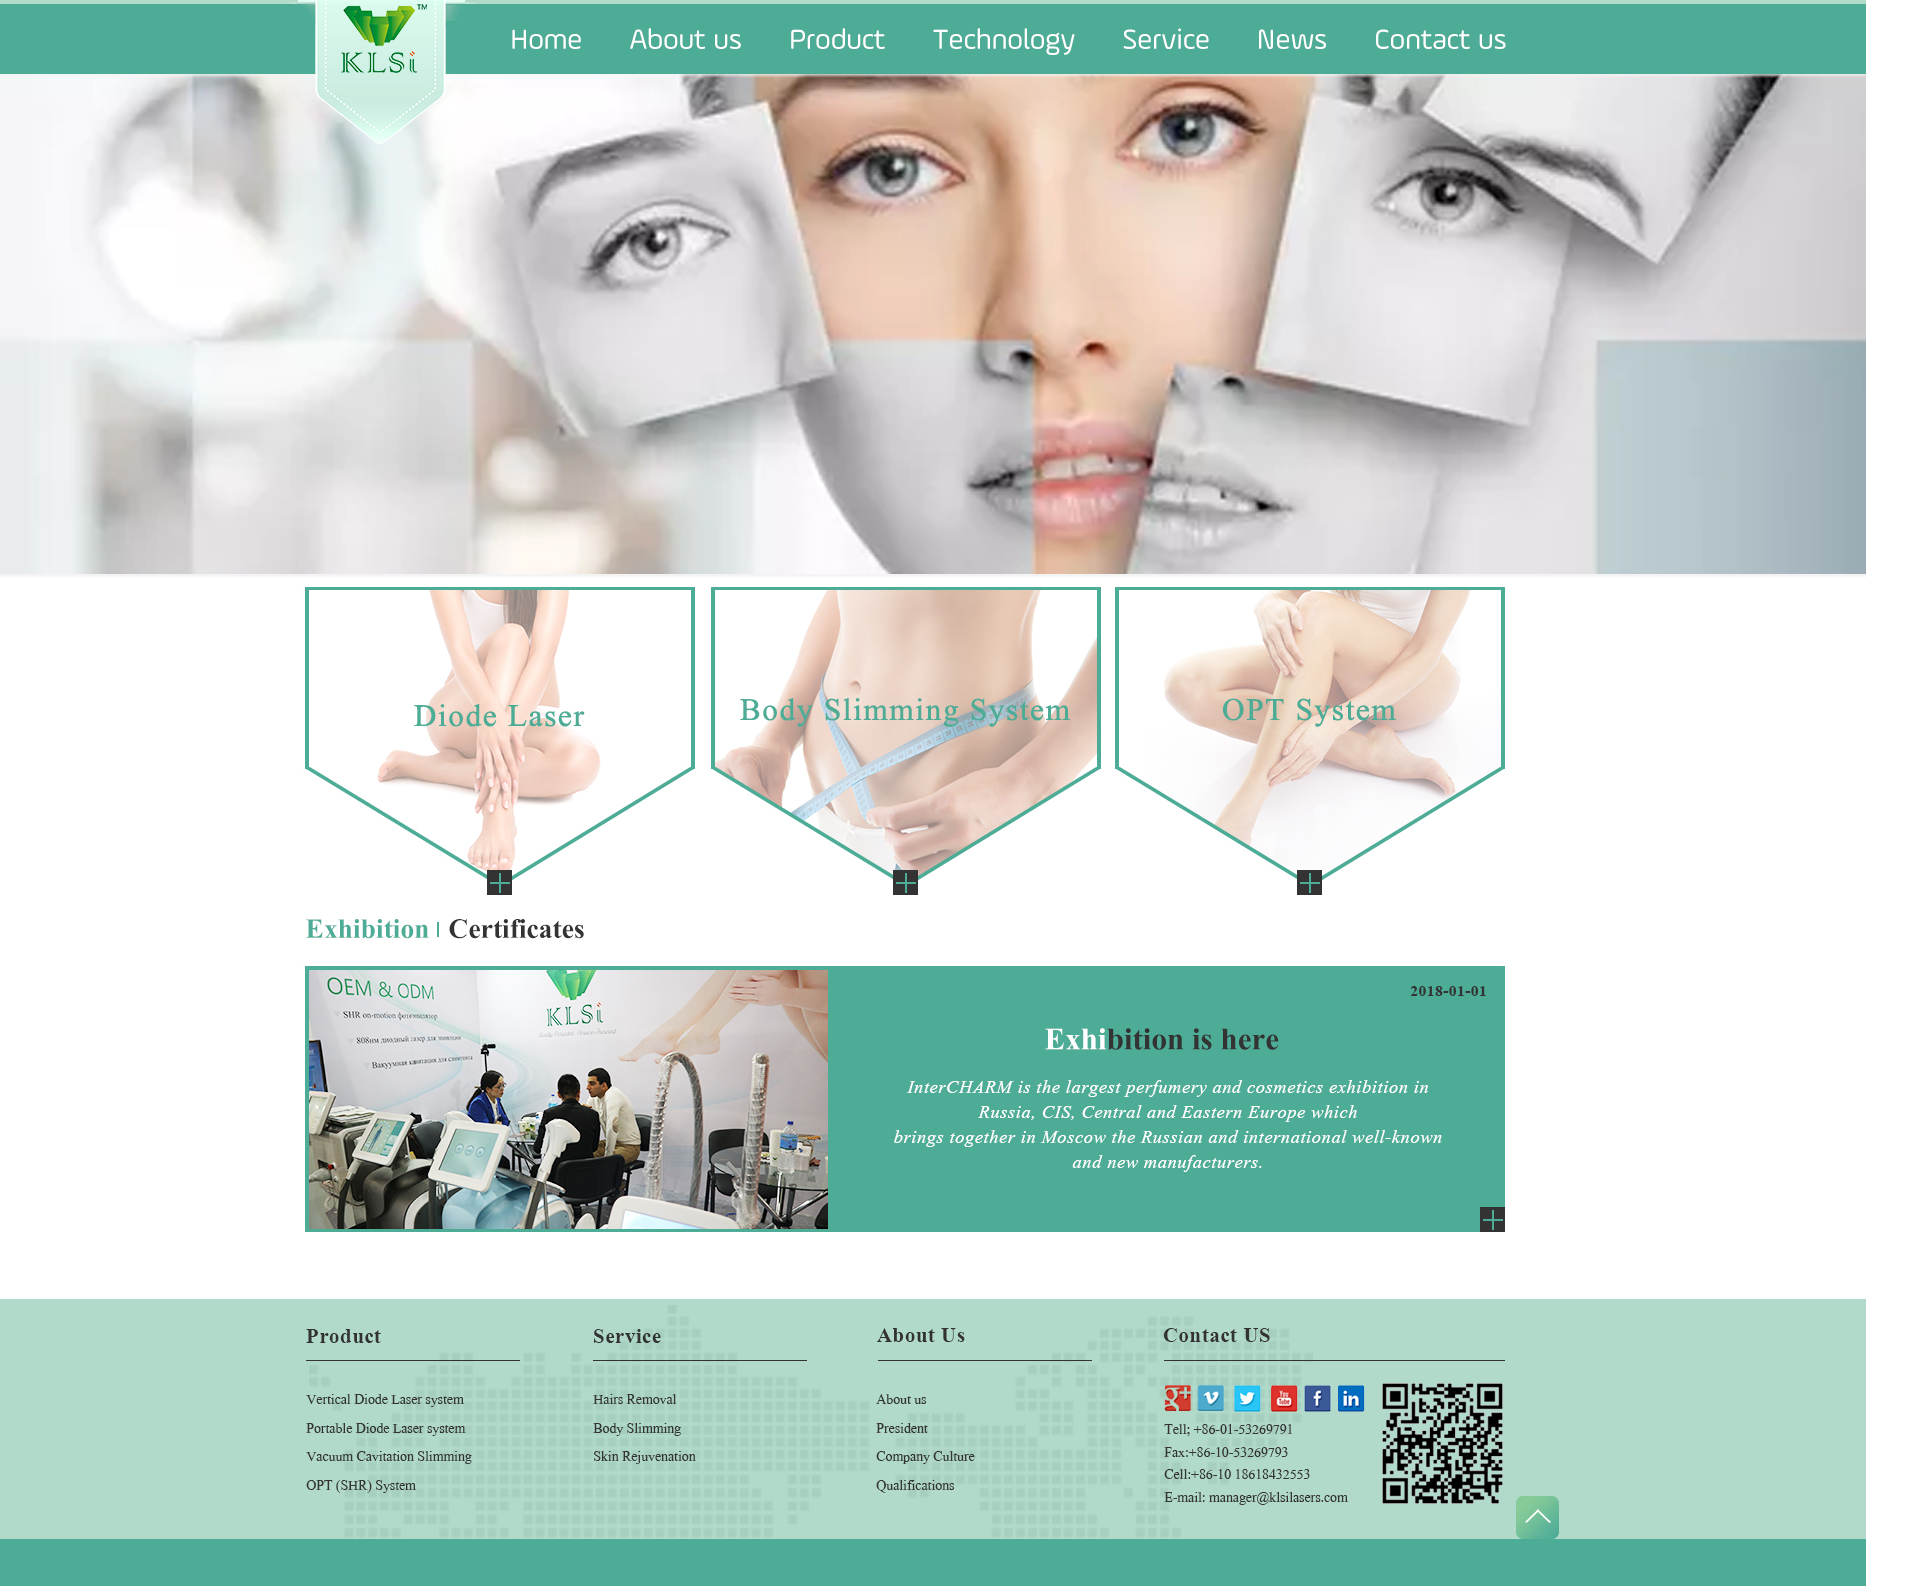 TM
KLSi
Home About us Product Technology Service News Contact us
Diode Laser
Body Slimming System
OPT System
Exhibition | Certificates
OEM & ODM
SHR on-motion фотоэпилятор
808нм диодный лазер для эпиляции
Вакуумная кавитация для слиминга
KLSi
2018-01-01
Exhibition is here
InterCHARM is the largest perfumery and cosmetics exhibition in
Russia, CIS, Central and Eastern Europe which
brings together in Moscow the Russian and international well-known
and new manufacturers.
Product
Vertical Diode Laser system
Portable Diode Laser system
Vacuum Cavitation Slimming
OPT (SHR) System
Service
Hairs Removal
Body Slimming
Skin Rejuvenation
About Us
About us
President
Company Culture
Qualifications
Contact US
g+ v You Tube f in
Tell; +86-01-53269791
Fax:+86-10-53269793
Cell:+86-10 18618432553
E-mail: manager@klsilasers.com